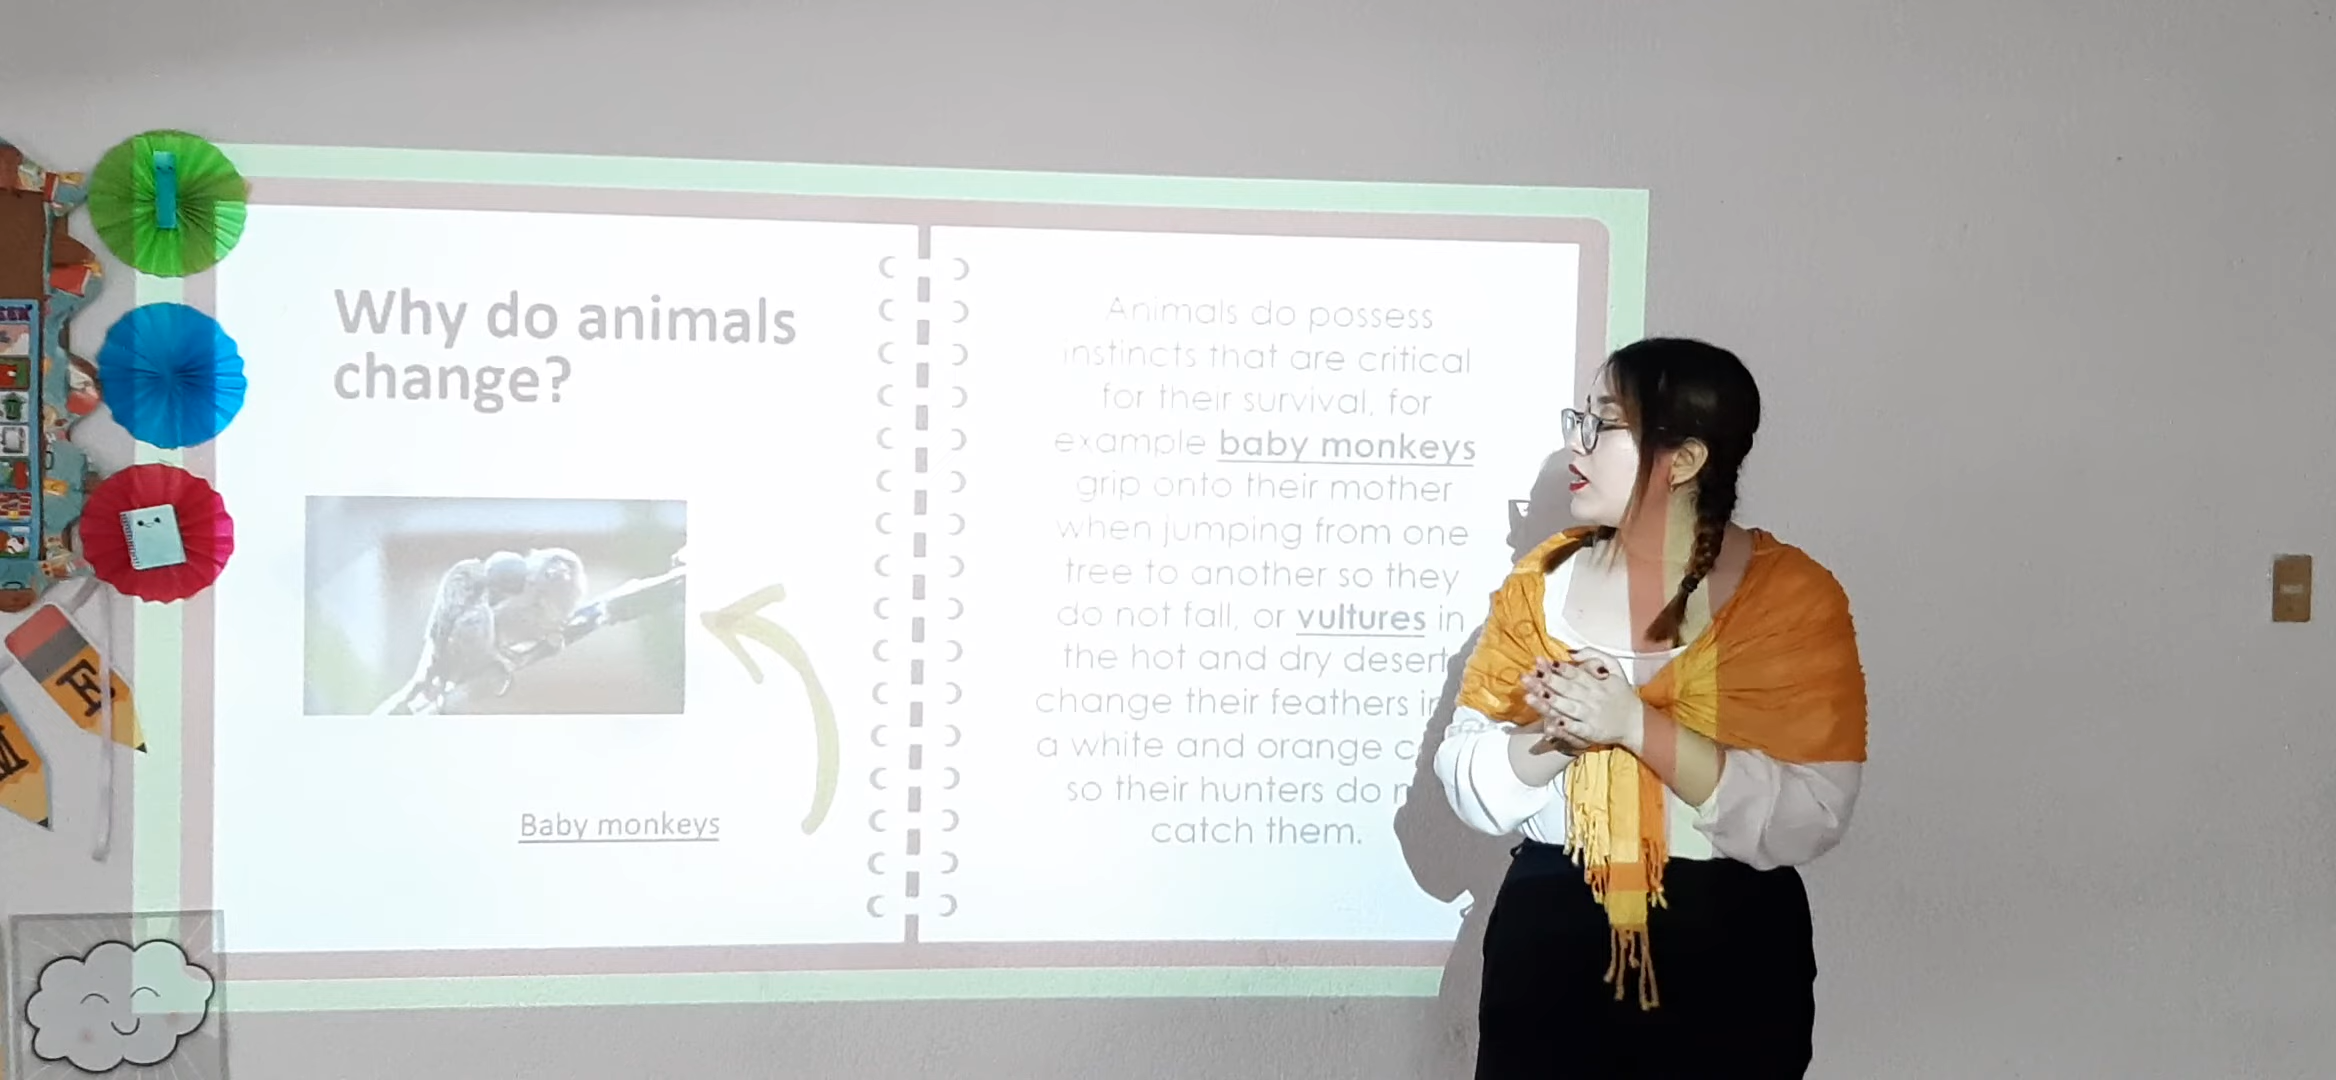 Why do animals
change?
Baby monkeys
Animals do possess
instincts that are critical
for their survival, for
example baby monkeys
grip onto their mother
when jumping from one
tree to another so they
do not fall, or vultures in
the hot and dry desert
change their feathers
a white and orange
so their hunters do
catch them.
E
M